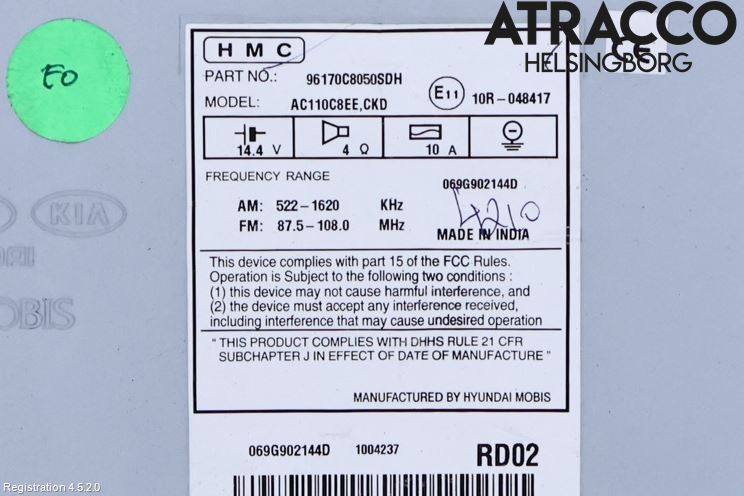 ATRACCO
HELSINGBORG
CE
EO
HMC
PART NO.: 96170C8050SDH
MODEL: AC110C8EE,CKD
E11 10R-048417
14.4 V 4 Ω 10 A
FREQUENCY RANGE
069G902144D
AM: 522-1620 KHz
FM: 87.5-108.0 MHz
4210
MADE IN INDIA
This device complies with part 15 of the FCC Rules.
Operation is Subject to the following two conditions :
(1) this device may not cause harmful interference, and
(2) the device must accept any interference received,
including interference that may cause undesired operation
" THIS PRODUCT COMPLIES WITH DHHS RULE 21 CFR
SUBCHAPTER J IN EFFECT OF DATE OF MANUFACTURE "
MANUFACTURED BY HYUNDAI MOBIS
069G902144D 1004237 RD02
KIA
OBIS
Registration 4.5.2.0